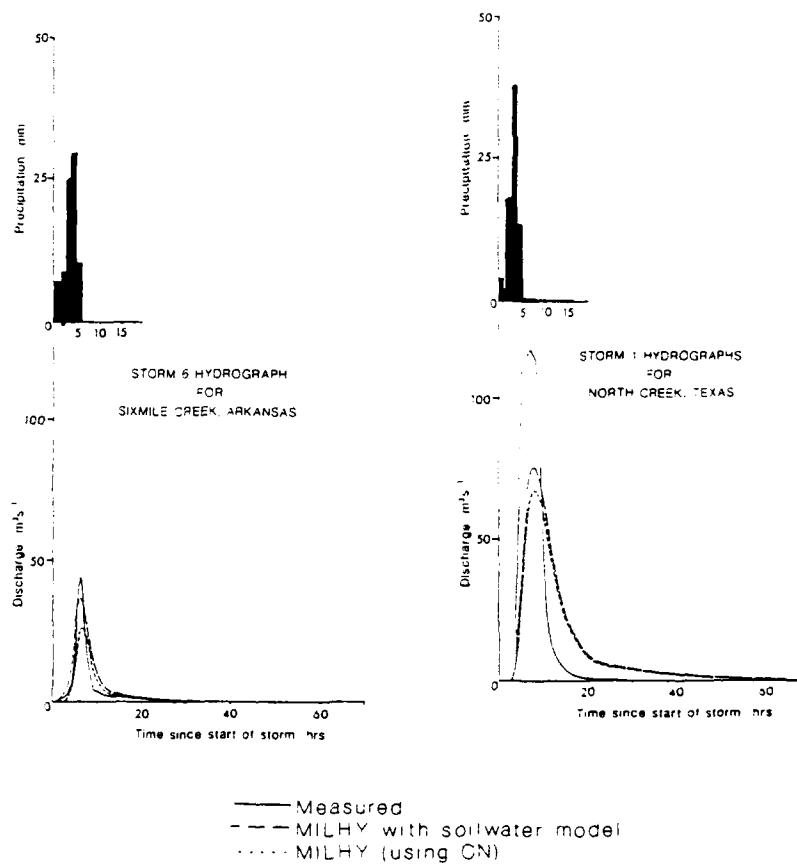 50
25
0
Precipitation mm
5 10 15
STORM 6 HYDROGRAPH
FOR
SIXMILE CREEK, ARKANSAS
100
50
0
Discharge m³s⁻¹
20 40 60
Time since start of storm hrs
50
25
0
Precipitation mm
5 10 15
STORM 1 HYDROGRAPHS
FOR
NORTH CREEK, TEXAS
100
50
0
Discharge m³s⁻¹
20 40 60
Time since start of storm hrs
Measured
MILHY with soilwater model
MILHY (using CN)